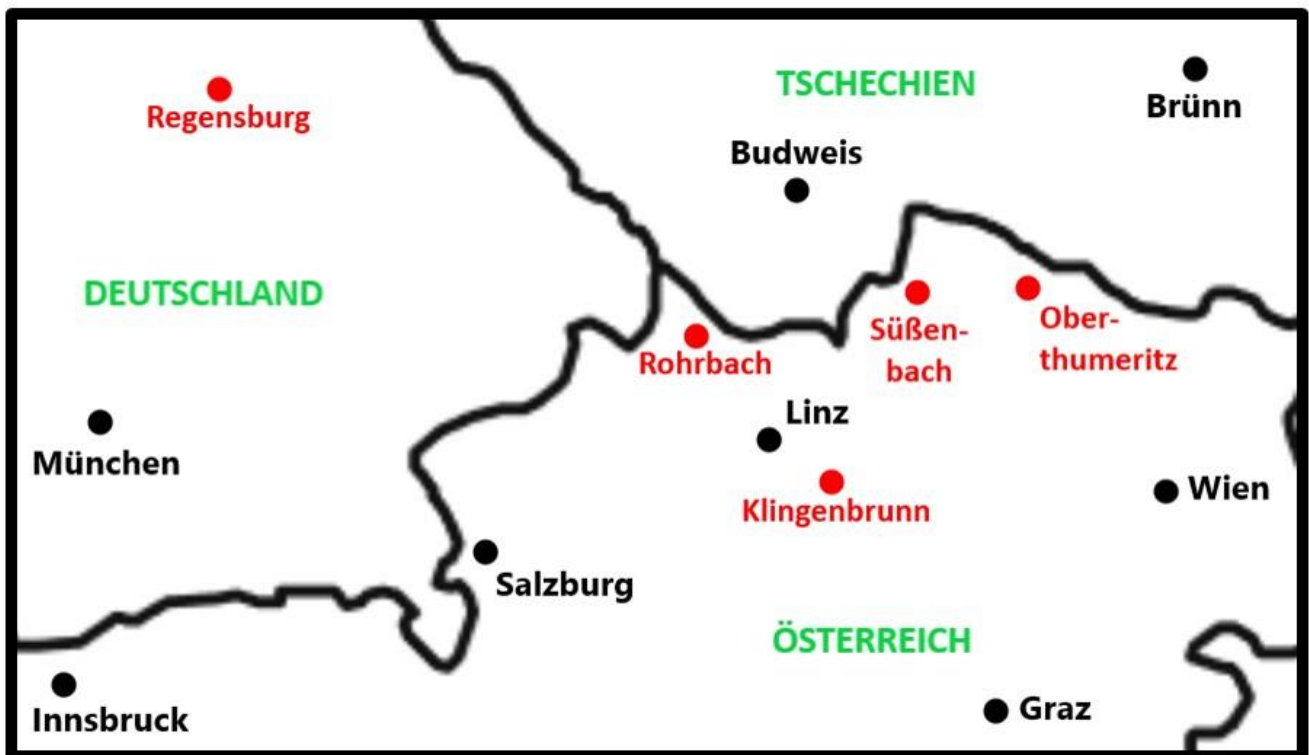 TSCHECHIEN
Brünn
Regensburg
Budweis
DEUTSCHLAND
Süßen-
bach
Ober-
thumeritz
Rohrbach
Linz
München
Klingenbrunn
Wien
Salzburg
ÖSTERREICH
Innsbruck
Graz